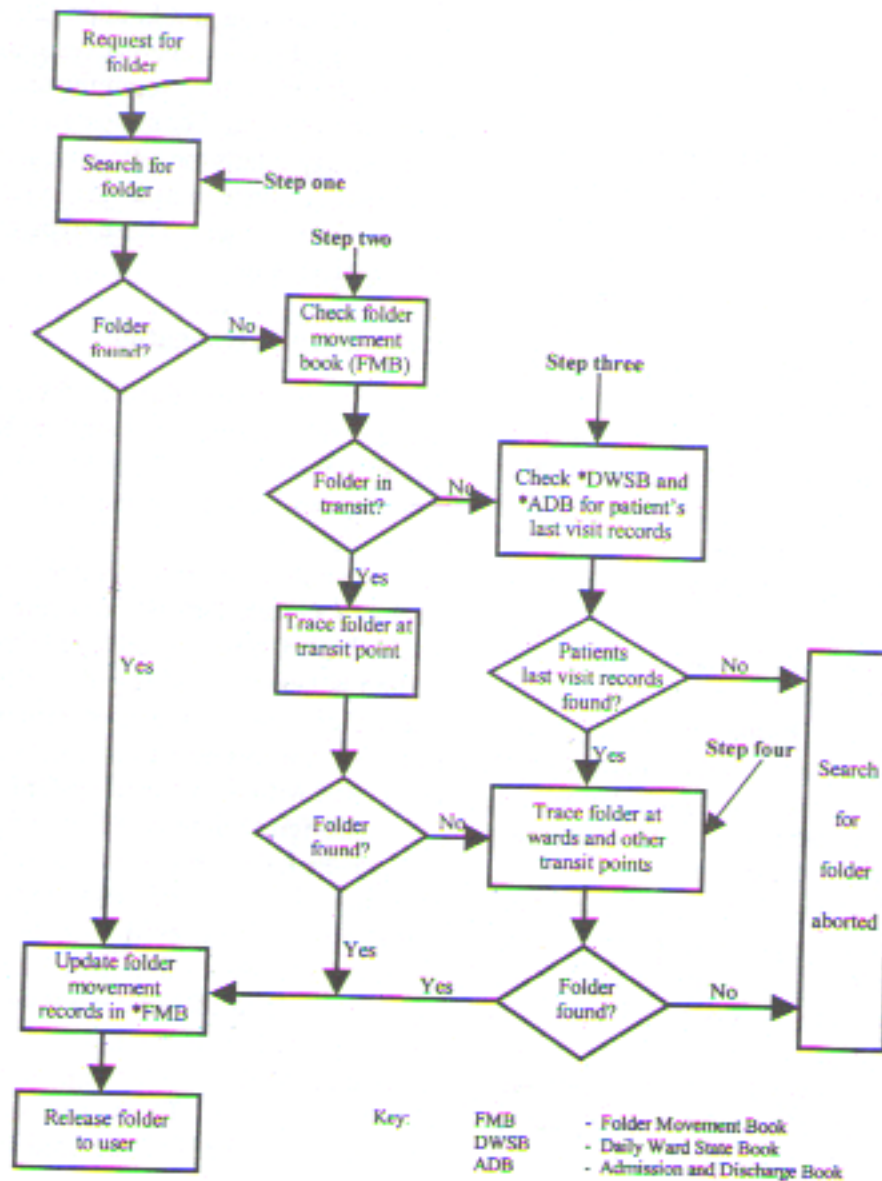 Request for
folder
Search for
folder
Step one
Step two
Folder
found?
No
Check folder
movement
book (FMB)
Step three
Folder in
transit?
No
Check *DWSB and
*ADB for patient's
last visit records
Yes
Trace folder at
transit point
Yes
Patients
last visit records
found?
No
Yes
Step four
Search
for
folder
aborted
Folder
found?
No
Trace folder at
wards and other
transit points
Yes
Update folder
movement
records in *FMB
Yes
Folder
found?
No
Release folder
to user
Key:
FMB - Folder Movement Book
DWSB - Daily Ward State Book
ADB - Admission and Discharge Book